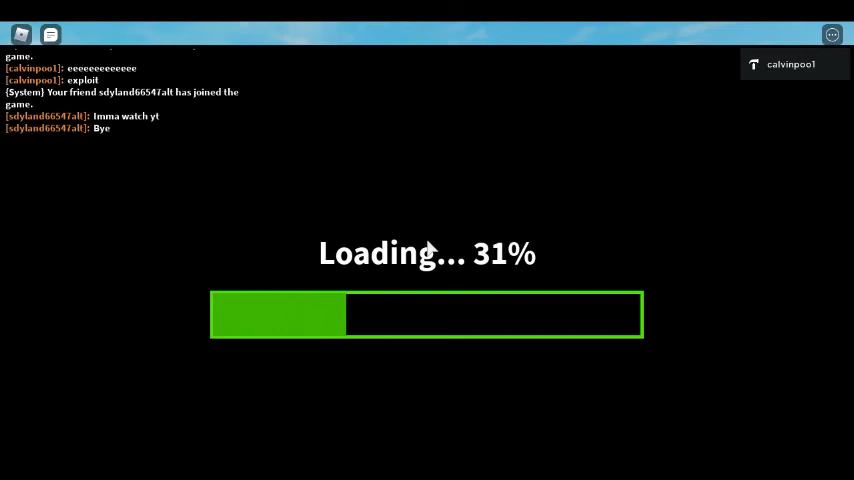 game.
[calvinpoo1]: eeeeeeeeeeeee
[calvinpoo1]: exploit
{System} Your friend sdyland66547alt has joined the
game.
[sdyland66547alt]: Imma watch yt
[sdyland66547alt]: Bye
calvinpoo1
Loading... 31%